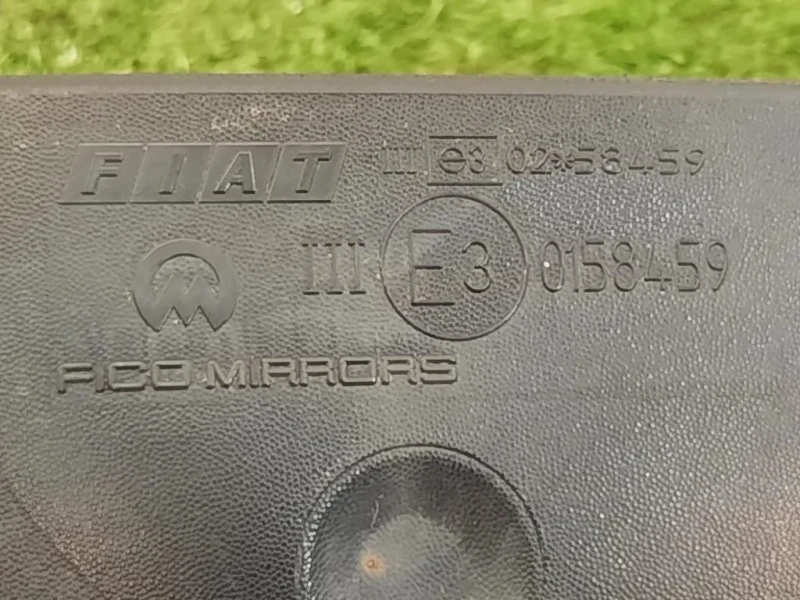 FIAT III e3 02*58459
III E3 0158459
FICO MIRRORS